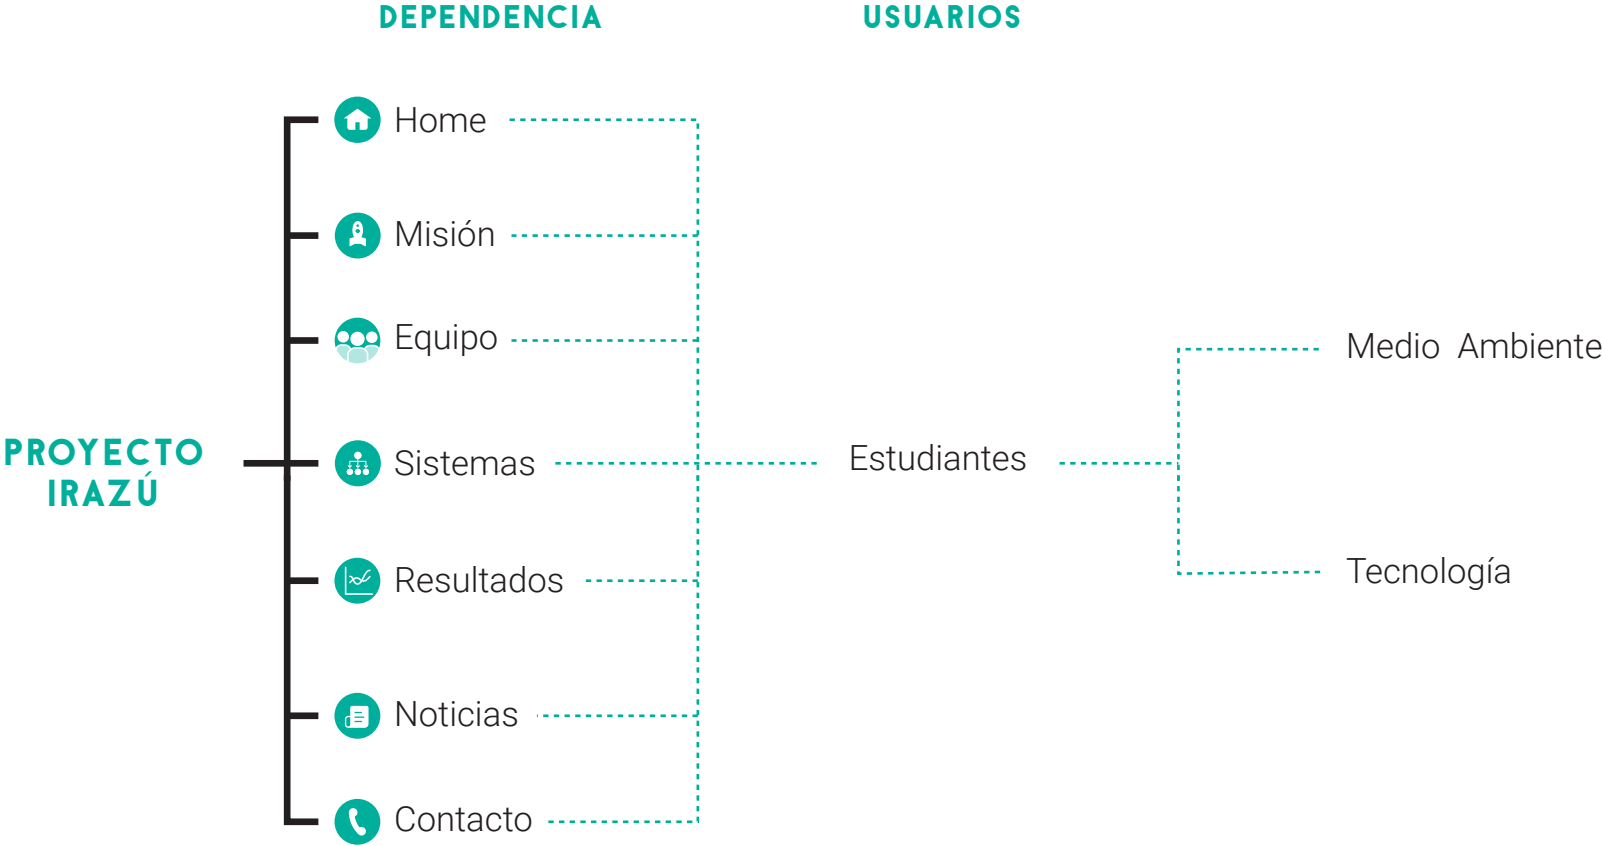 DEPENDENCIA
USUARIOS
PROYECTO
IRAZÚ
Home
Misión
Equipo
Sistemas
Resultados
Noticias
Contacto
Estudiantes
Medio Ambiente
Tecnología